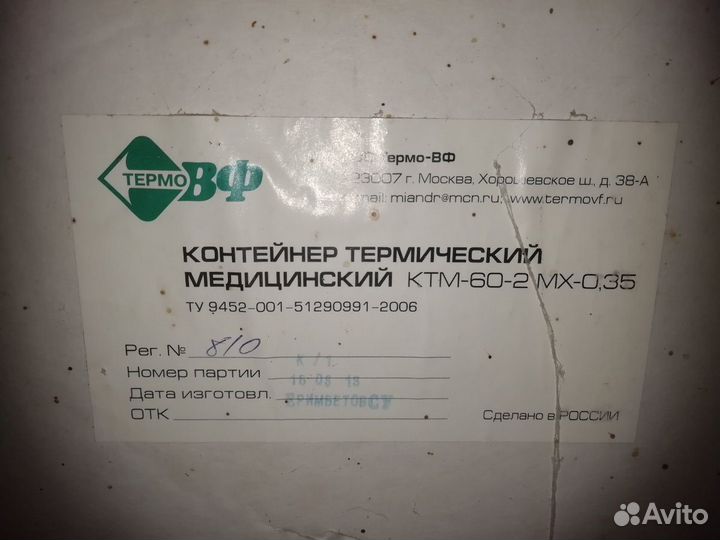 ТЕРМО ВФ
Термо-ВФ
23007 г. Москва, Хорошевское ш., д. 38-А
mail: miandr@mcn.ru; www.termovf.ru
КОНТЕЙНЕР ТЕРМИЧЕСКИЙ
МЕДИЦИНСКИЙ КТМ-60-2 МХ-0,35
ТУ 9452-001-51290991-2006
Рег. № 810
Номер партии К/1
Дата изготовл.
ОТК
Сделано в РОССИИ
Avito